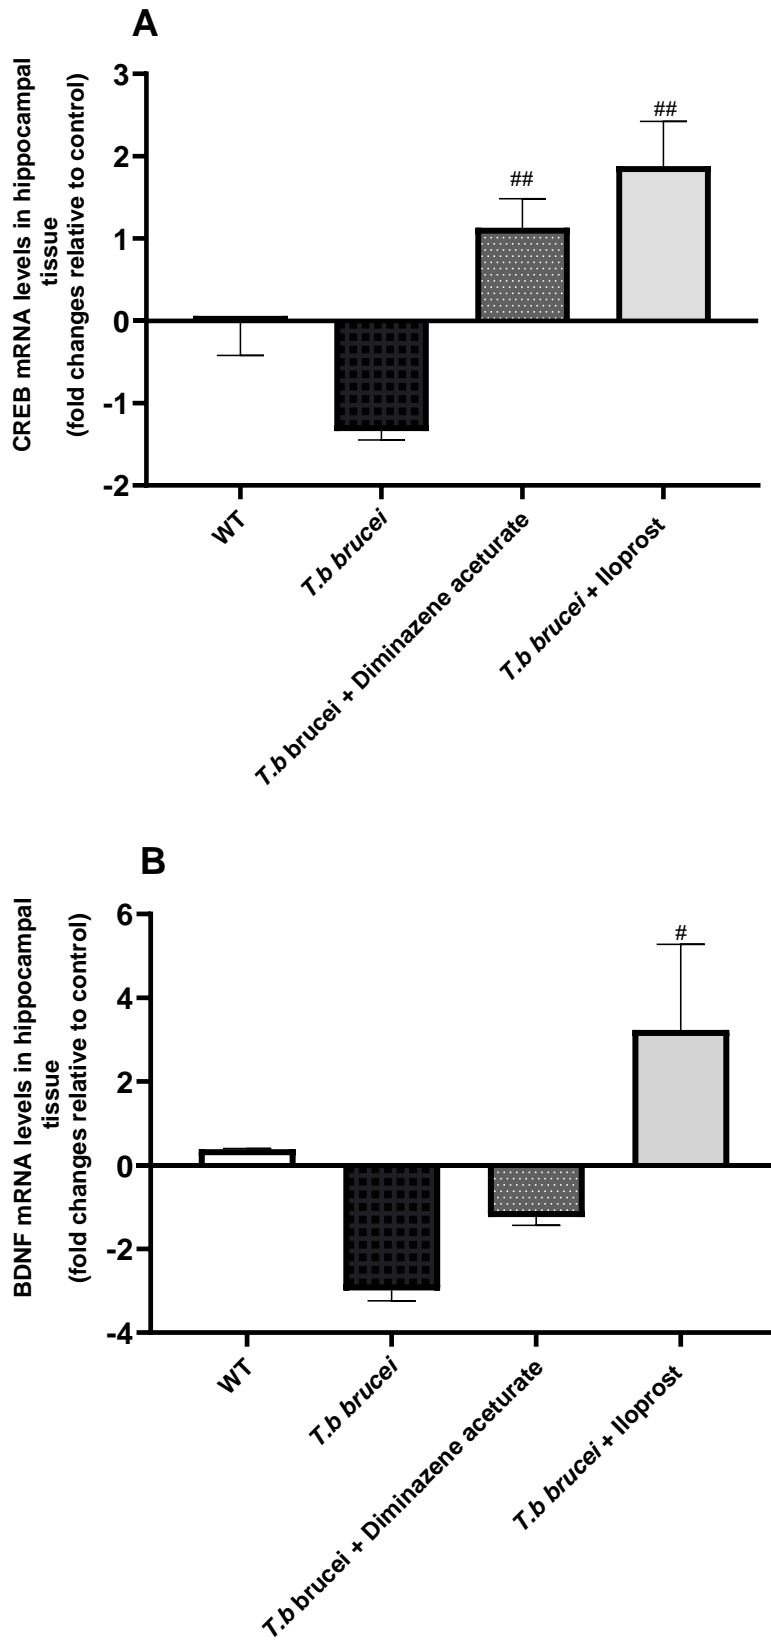 A
CREB mRNA levels in hippocampal
tissue
(fold changes relative to control)
3
2
1
0
-1
-2
##
##
WT
T.b brucei
T.b brucei + Diminazene aceturate
T.b brucei + Iloprost
B
BDNF mRNA levels in hippocampal
tissue
(fold changes relative to control)
6
4
2
0
-2
-4
#
WT
T.b brucei
T.b brucei + Diminazene aceturate
T.b brucei + Iloprost